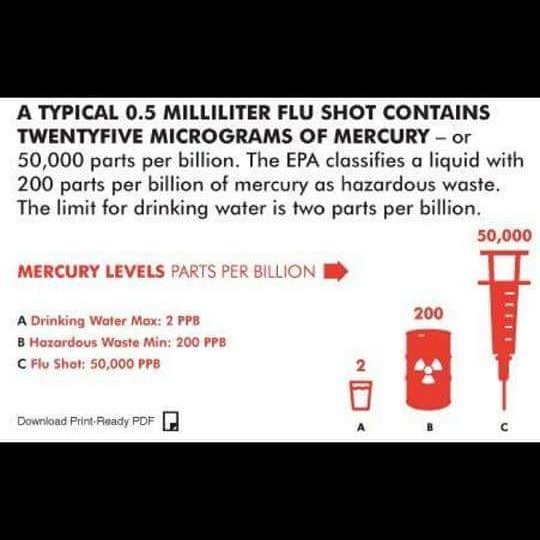 A TYPICAL 0.5 MILLILITER FLU SHOT CONTAINS
TWENTYFIVE MICROGRAMS OF MERCURY – or
50,000 parts per billion. The EPA classifies a liquid with
200 parts per billion of mercury as hazardous waste.
The limit for drinking water is two parts per billion.
MERCURY LEVELS PARTS PER BILLION
A Drinking Water Max: 2 PPB
B Hazardous Waste Min: 200 PPB
C Flu Shot: 50,000 PPB
50,000
200
2
A
B
C
Download Print-Ready PDF